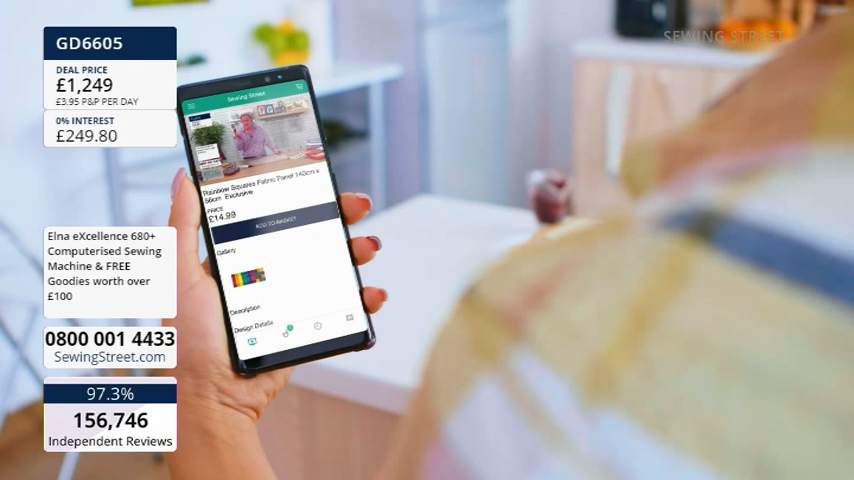 GD6605
DEAL PRICE
£1,249
£3.95 P&P PER DAY
0% INTEREST
£249.80
Elna eXcellence 680+
Computerised Sewing
Machine & FREE
Goodies worth over
£100
0800 001 4433
SewingStreet.com
97.3%
156,746
Independent Reviews
SEWING STREET
Sewing Street
Rainbow Squares Fabric Panel 140cm x
56cm Exclusive
PRICE
£14.99
ADD TO BASKET
Gallery
Description
Design Details